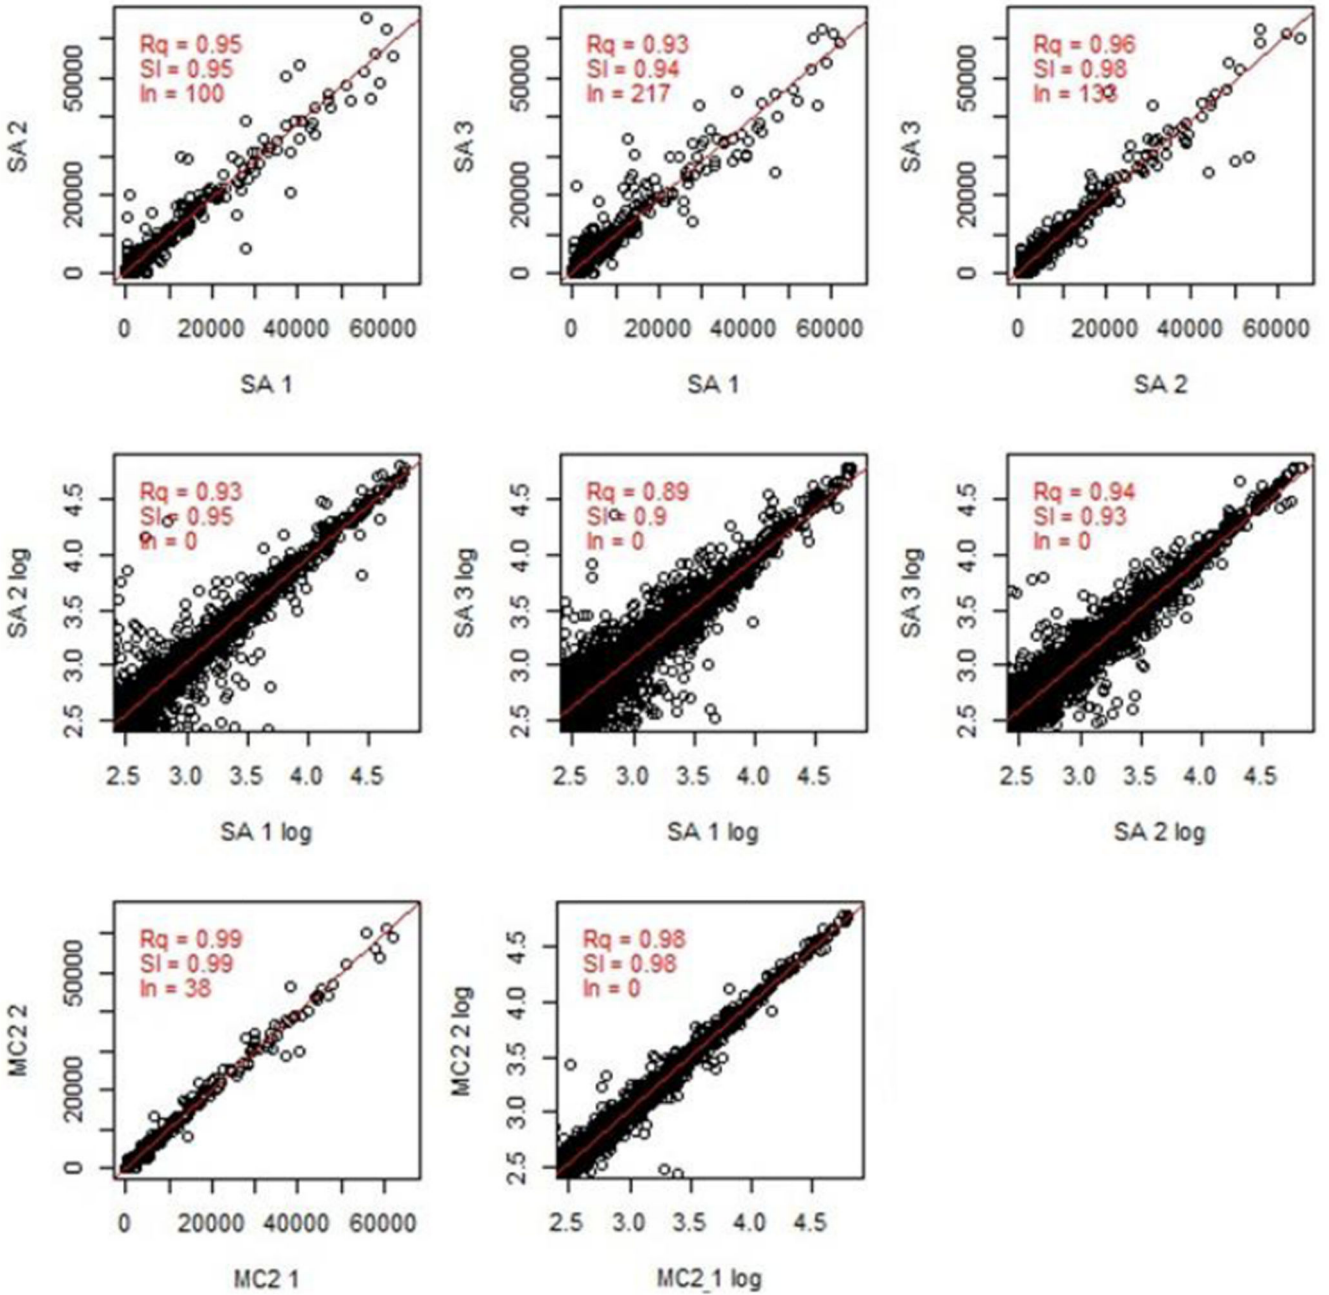 Rq = 0.95
Sl = 0.95
In = 100
SA 2
0 20000 50000
0 20000 40000 60000
SA 1
Rq = 0.93
Sl = 0.94
In = 217
SA 3
0 20000 50000
0 20000 40000 60000
SA 1
Rq = 0.96
Sl = 0.98
In = 133
SA 3
0 20000 50000
0 20000 40000 60000
SA 2
Rq = 0.93
Sl = 0.95
In = 0
SA 2 log
2.5 3.0 3.5 4.0 4.5
2.5 3.0 3.5 4.0 4.5
SA 1 log
Rq = 0.89
Sl = 0.9
In = 0
SA 3 log
2.5 3.0 3.5 4.0 4.5
2.5 3.0 3.5 4.0 4.5
SA 1 log
Rq = 0.94
Sl = 0.93
In = 0
SA 3 log
2.5 3.0 3.5 4.0 4.5
2.5 3.0 3.5 4.0 4.5
SA 2 log
Rq = 0.99
Sl = 0.99
In = 38
MC2 2
0 20000 50000
0 20000 40000 60000
MC2 1
Rq = 0.98
Sl = 0.98
In = 0
MC2 2 log
2.5 3.0 3.5 4.0 4.5
2.5 3.0 3.5 4.0 4.5
MC2_1 log